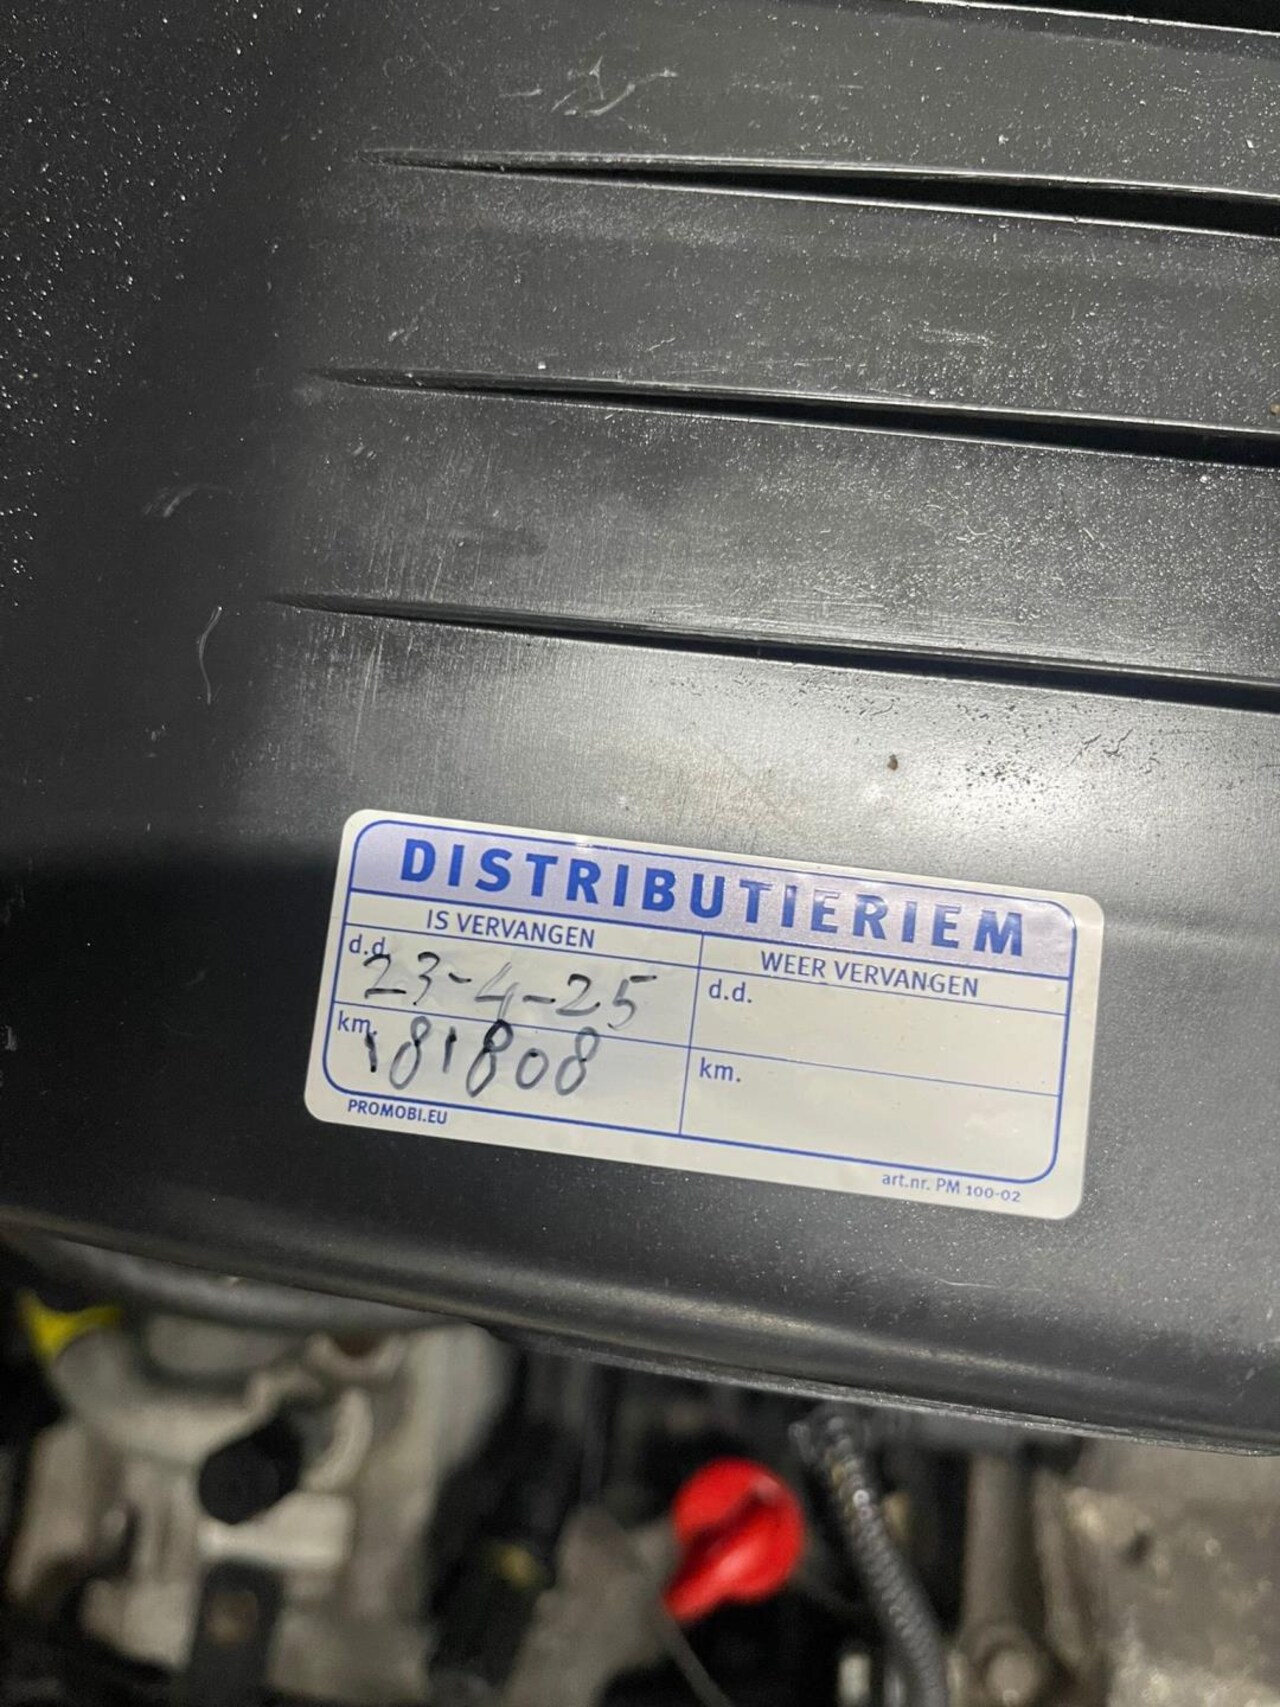 DISTRIBUTIERIEM
IS VERVANGEN
d.d. 23-4-25
km. 181808
WEER VERVANGEN
d.d.
km.
PROMOBI.EU
art.nr. PM 100-02